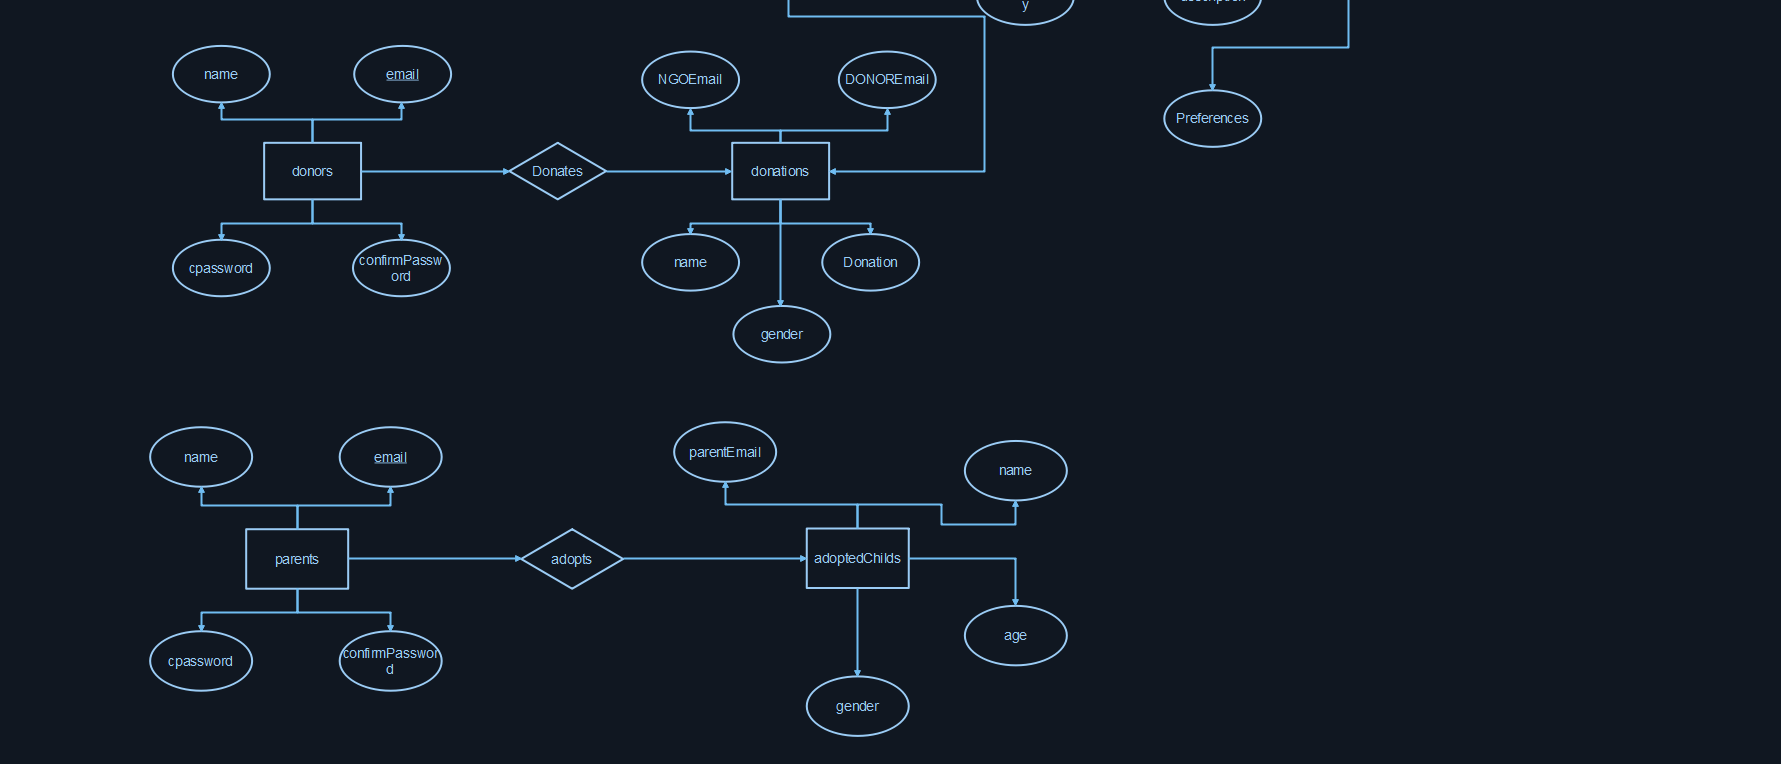 y
description
name
email
NGOEmail
DONOREmail
Preferences
donors
Donates
donations
cpassword
confirmPassw
ord
name
Donation
gender
name
email
parentEmail
name
parents
adopts
adoptedChilds
cpassword
confirmPasswor
d
age
gender